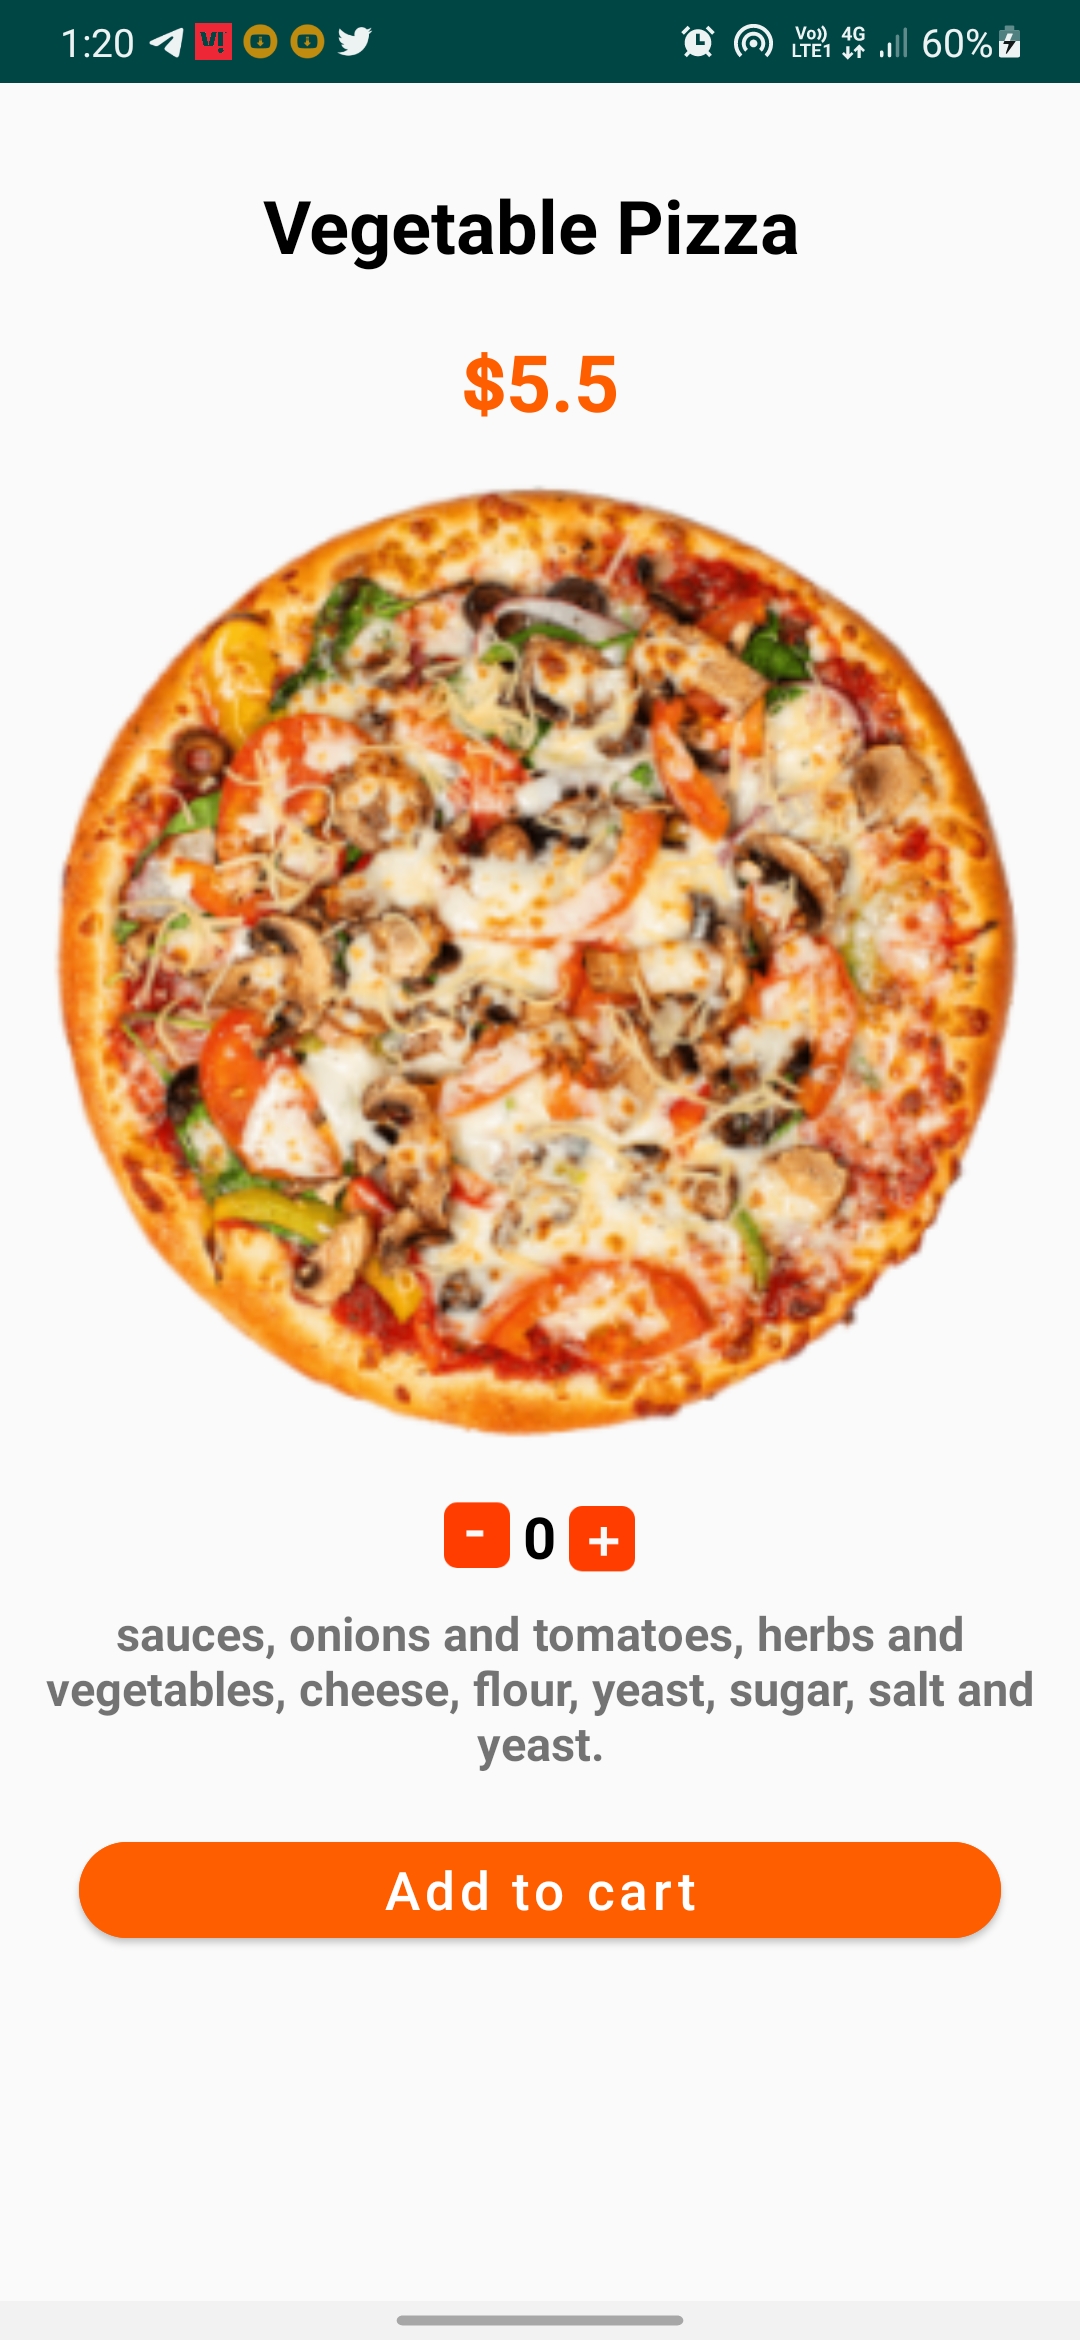 1:20 VI! Vo)) LTE1 4G 60%
Vegetable Pizza
$5.5
- 0 +
sauces, onions and tomatoes, herbs and
vegetables, cheese, flour, yeast, sugar, salt and
yeast.
Add to cart